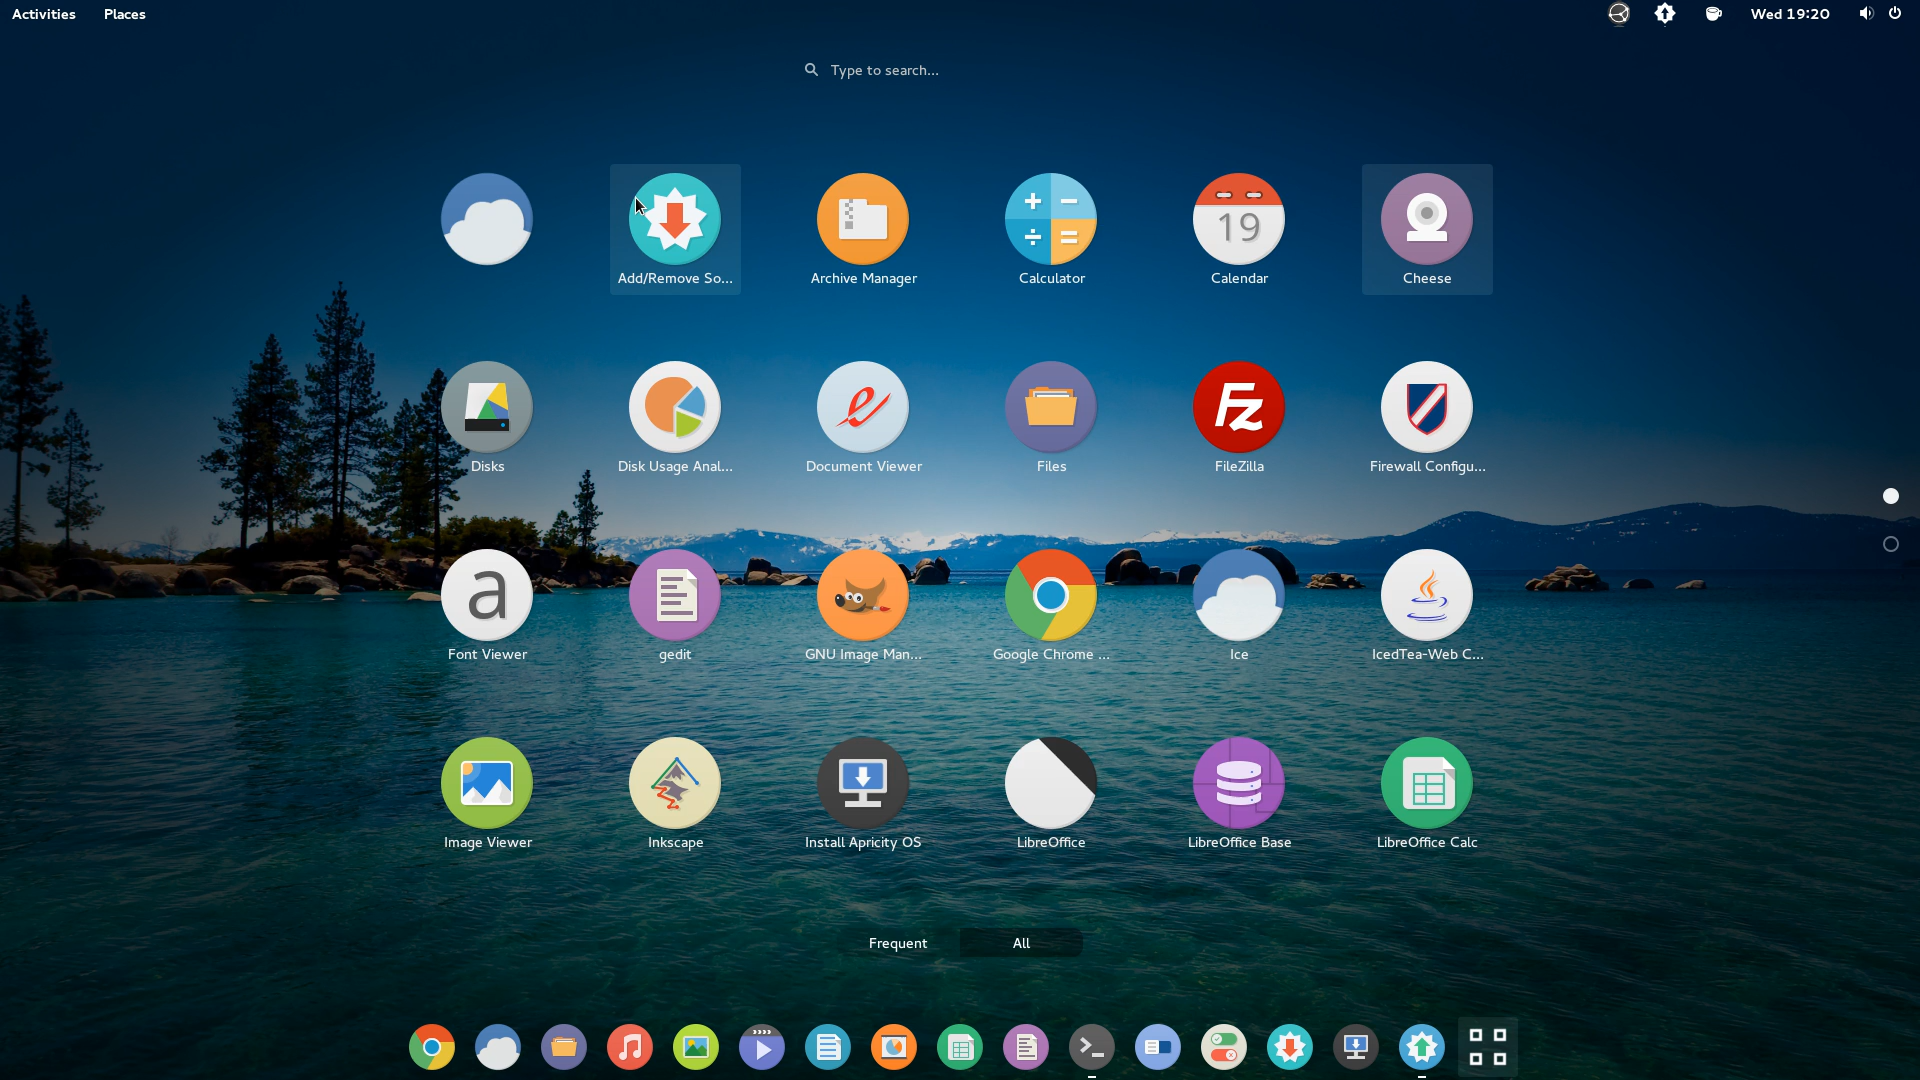 Activities Places Wed 19:20
Type to search...
Add/Remove So... Archive Manager Calculator Calendar Cheese
19
Disks Disk Usage Anal... Document Viewer Files FileZilla Firewall Configu...
Fz
a
Font Viewer gedit GNU Image Man... Google Chrome ... Ice IcedTea-Web C...
Image Viewer Inkscape Install Apricity OS LibreOffice LibreOffice Base LibreOffice Calc
Frequent All